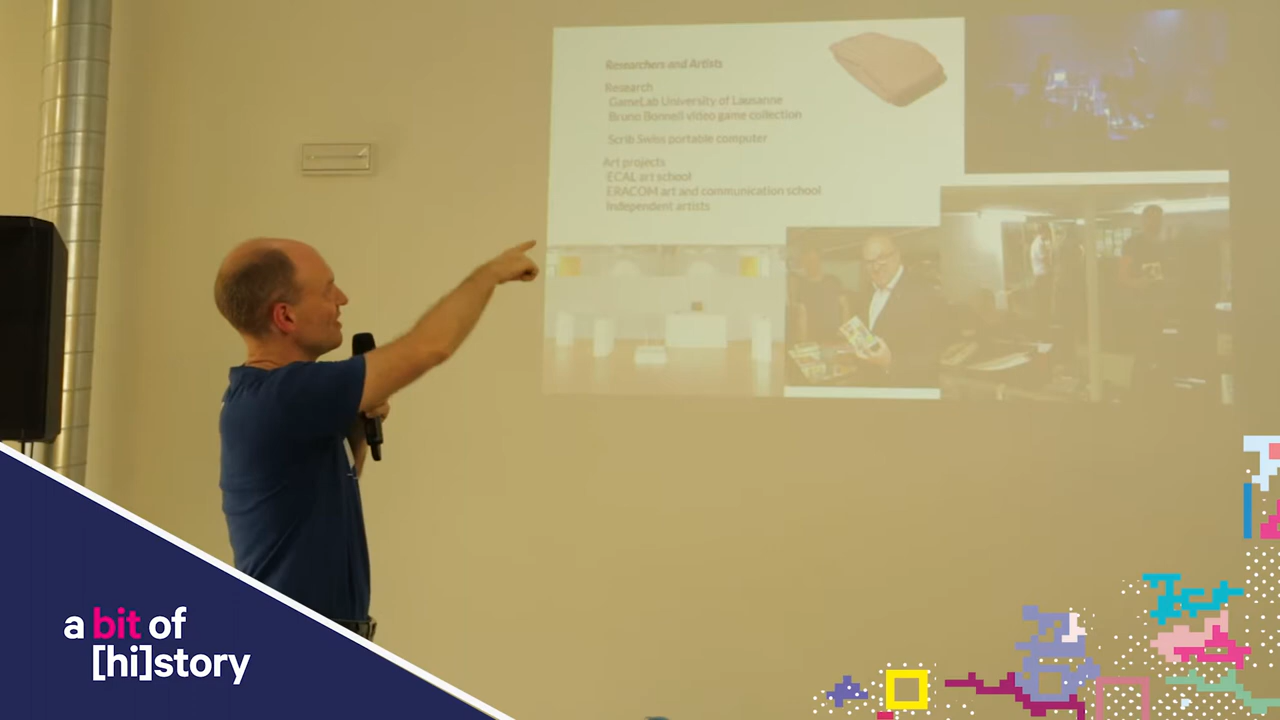 Researchers and Artists
Research
GameLab University of Lausanne
Bruno Bonnell video game collection
Scrib Swiss portable computer
Art projects
ECAL art school
ERACOM art and communication school
Independent artists
a bit of
[hi]story